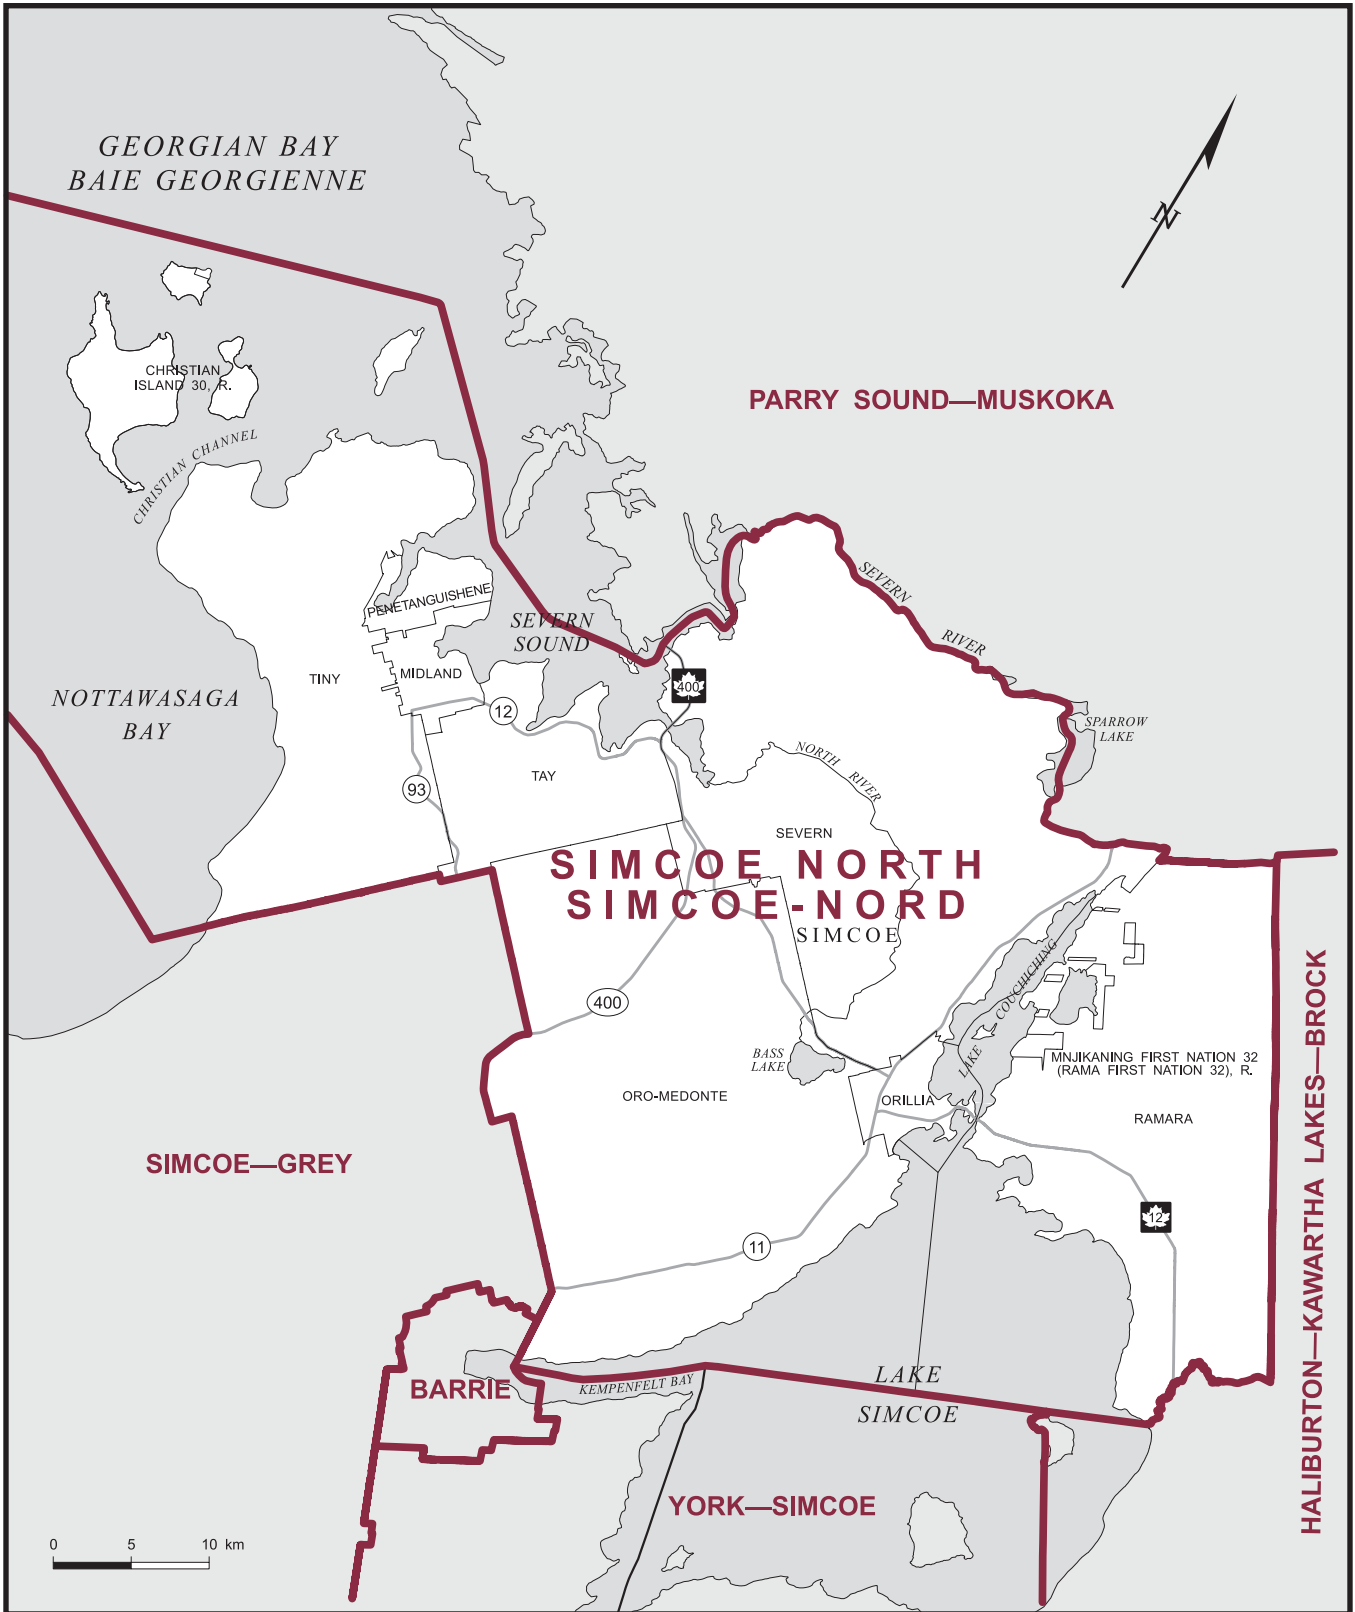 GEORGIAN BAY
BAIE GEORGIENNE
N
CHRISTIAN
ISLAND 30, R.
PARRY SOUND—MUSKOKA
CHRISTIAN CHANNEL
SEVERN
RIVER
PENETANGUISHENE
SEVERN
SOUND
TINY
MIDLAND
400
NOTTAWASAGA
BAY
12
SPARROW
LAKE
NORTH RIVER
TAY
93
SEVERN
SIMCOE NORTH
SIMCOE-NORD
SIMCOE
LAKE COUCHICHING
400
BASS
LAKE
MNJIKANING FIRST NATION 32
(RAMA FIRST NATION 32), R.
ORO-MEDONTE
ORILLIA
RAMARA
SIMCOE—GREY
HALIBURTON—KAWARTHA LAKES—BROCK
12
11
LAKE
SIMCOE
BARRIE
KEMPENFELT BAY
YORK—SIMCOE
0 5 10 km